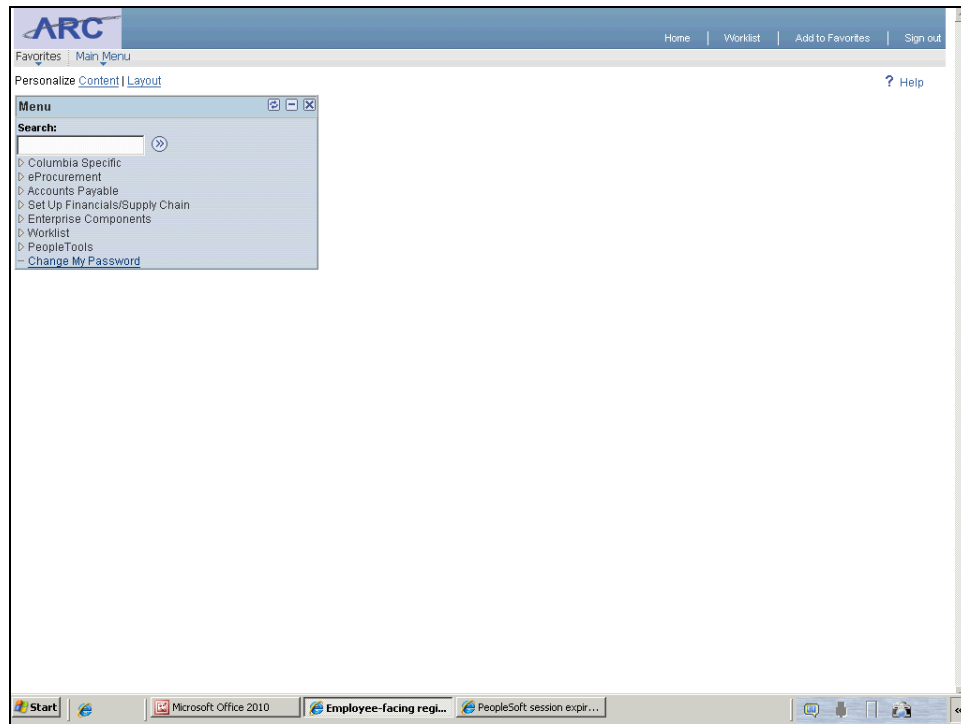 ARC
Home | Worklist | Add to Favorites | Sign out
Favorites Main Menu
Personalize Content | Layout
? Help
Menu
Search:
Columbia Specific
eProcurement
Accounts Payable
Set Up Financials/Supply Chain
Enterprise Components
Worklist
PeopleTools
Change My Password
Start Microsoft Office 2010 Employee-facing regi... PeopleSoft session expir...